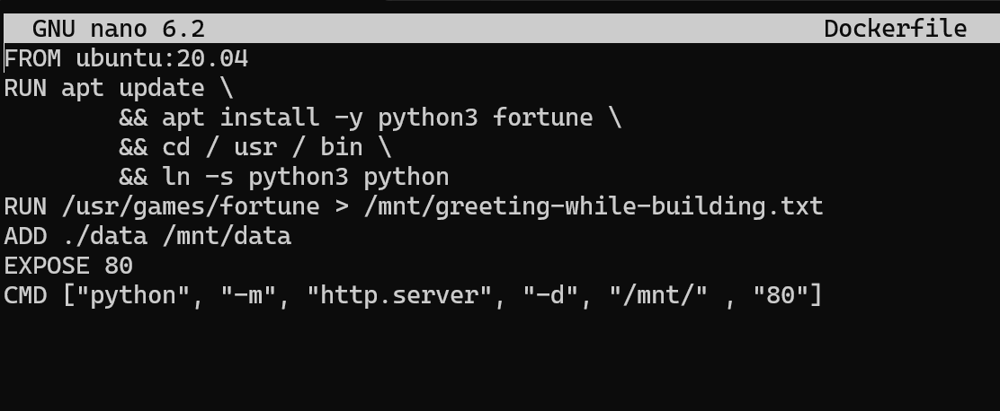 GNU nano 6.2 Dockerfile
FROM ubuntu:20.04
RUN apt update \
&& apt install -y python3 fortune \
&& cd / usr / bin \
&& ln -s python3 python
RUN /usr/games/fortune > /mnt/greeting-while-building.txt
ADD ./data /mnt/data
EXPOSE 80
CMD ["python", "-m", "http.server", "-d", "/mnt/" , "80"]